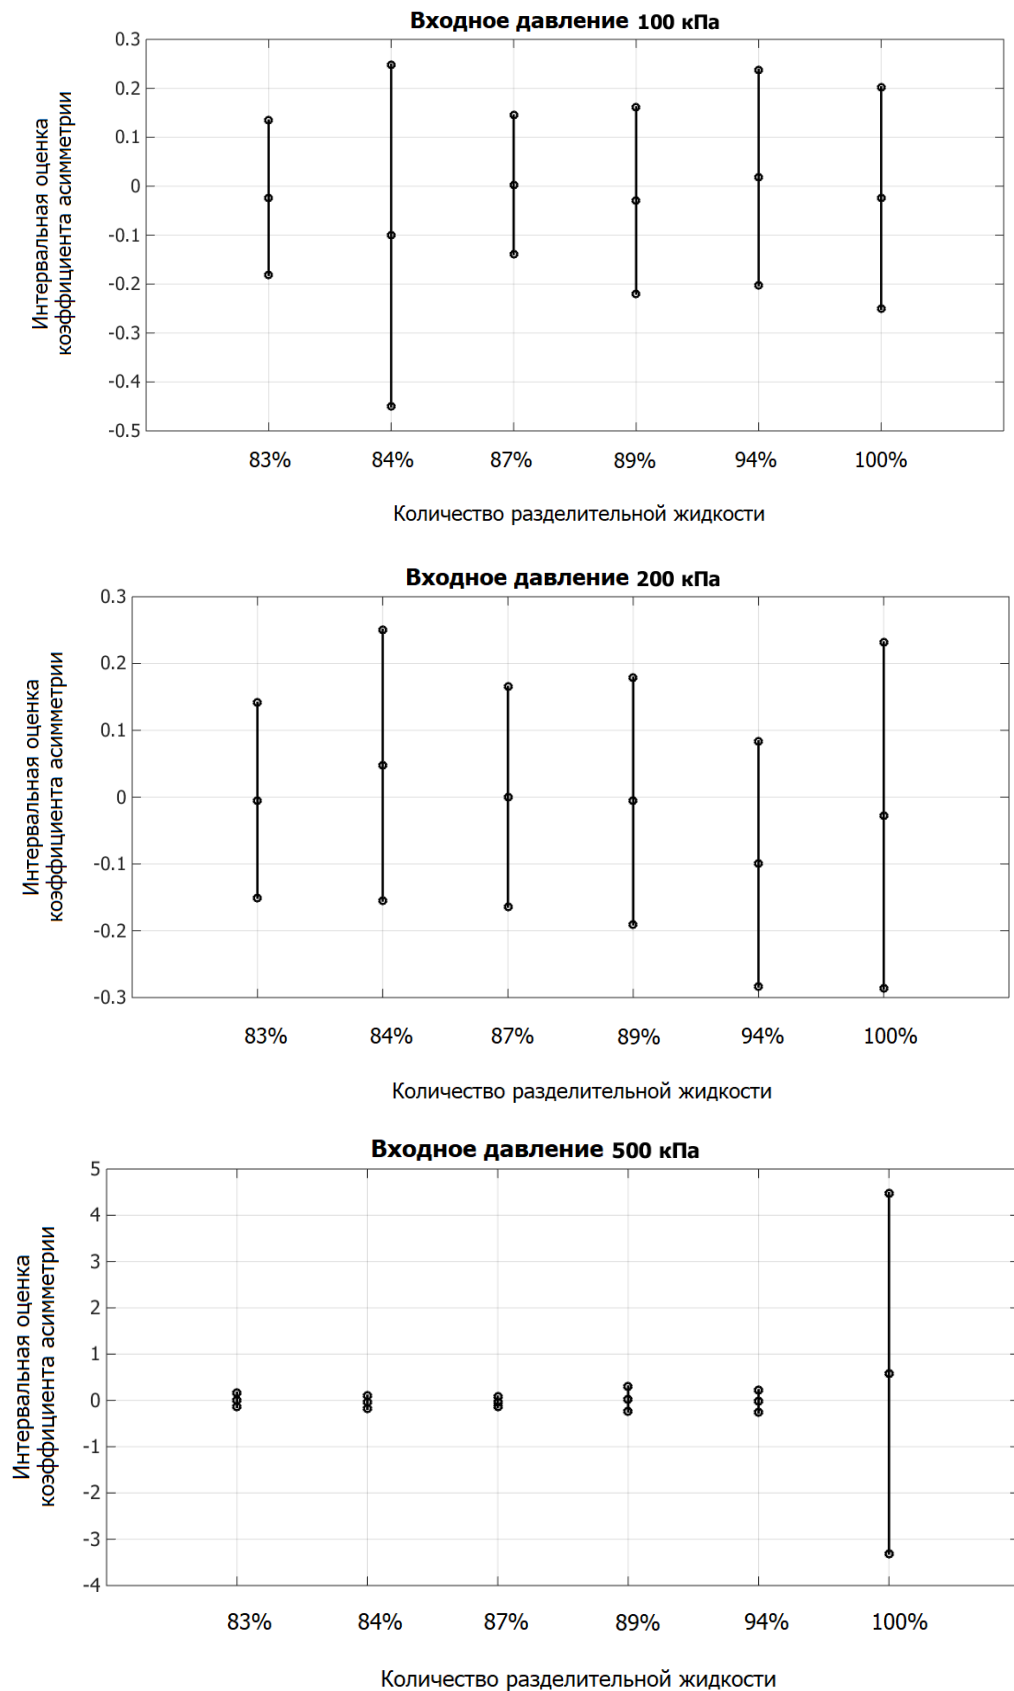 Входное давление 100 кПа
Интервальная оценка
коэффициента асимметрии
0.3
0.2
0.1
0
-0.1
-0.2
-0.3
-0.4
-0.5
83% 84% 87% 89% 94% 100%
Количество разделительной жидкости
Входное давление 200 кПа
Интервальная оценка
коэффициента асимметрии
0.3
0.2
0.1
0
-0.1
-0.2
-0.3
83% 84% 87% 89% 94% 100%
Количество разделительной жидкости
Входное давление 500 кПа
Интервальная оценка
коэффициента асимметрии
5
4
3
2
1
0
-1
-2
-3
-4
83% 84% 87% 89% 94% 100%
Количество разделительной жидкости